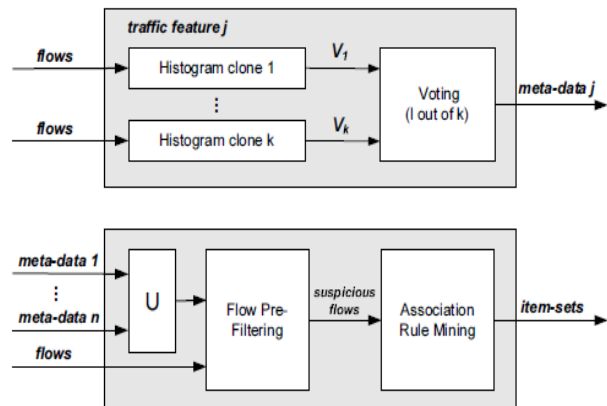 traffic feature j
flows
Histogram clone 1
V1
⋮
flows
Histogram clone k
Vk
Voting
(l out of k)
meta-data j
meta-data 1
⋮
meta-data n
flows
U
Flow Pre-
Filtering
suspicious
flows
Association
Rule Mining
item-sets